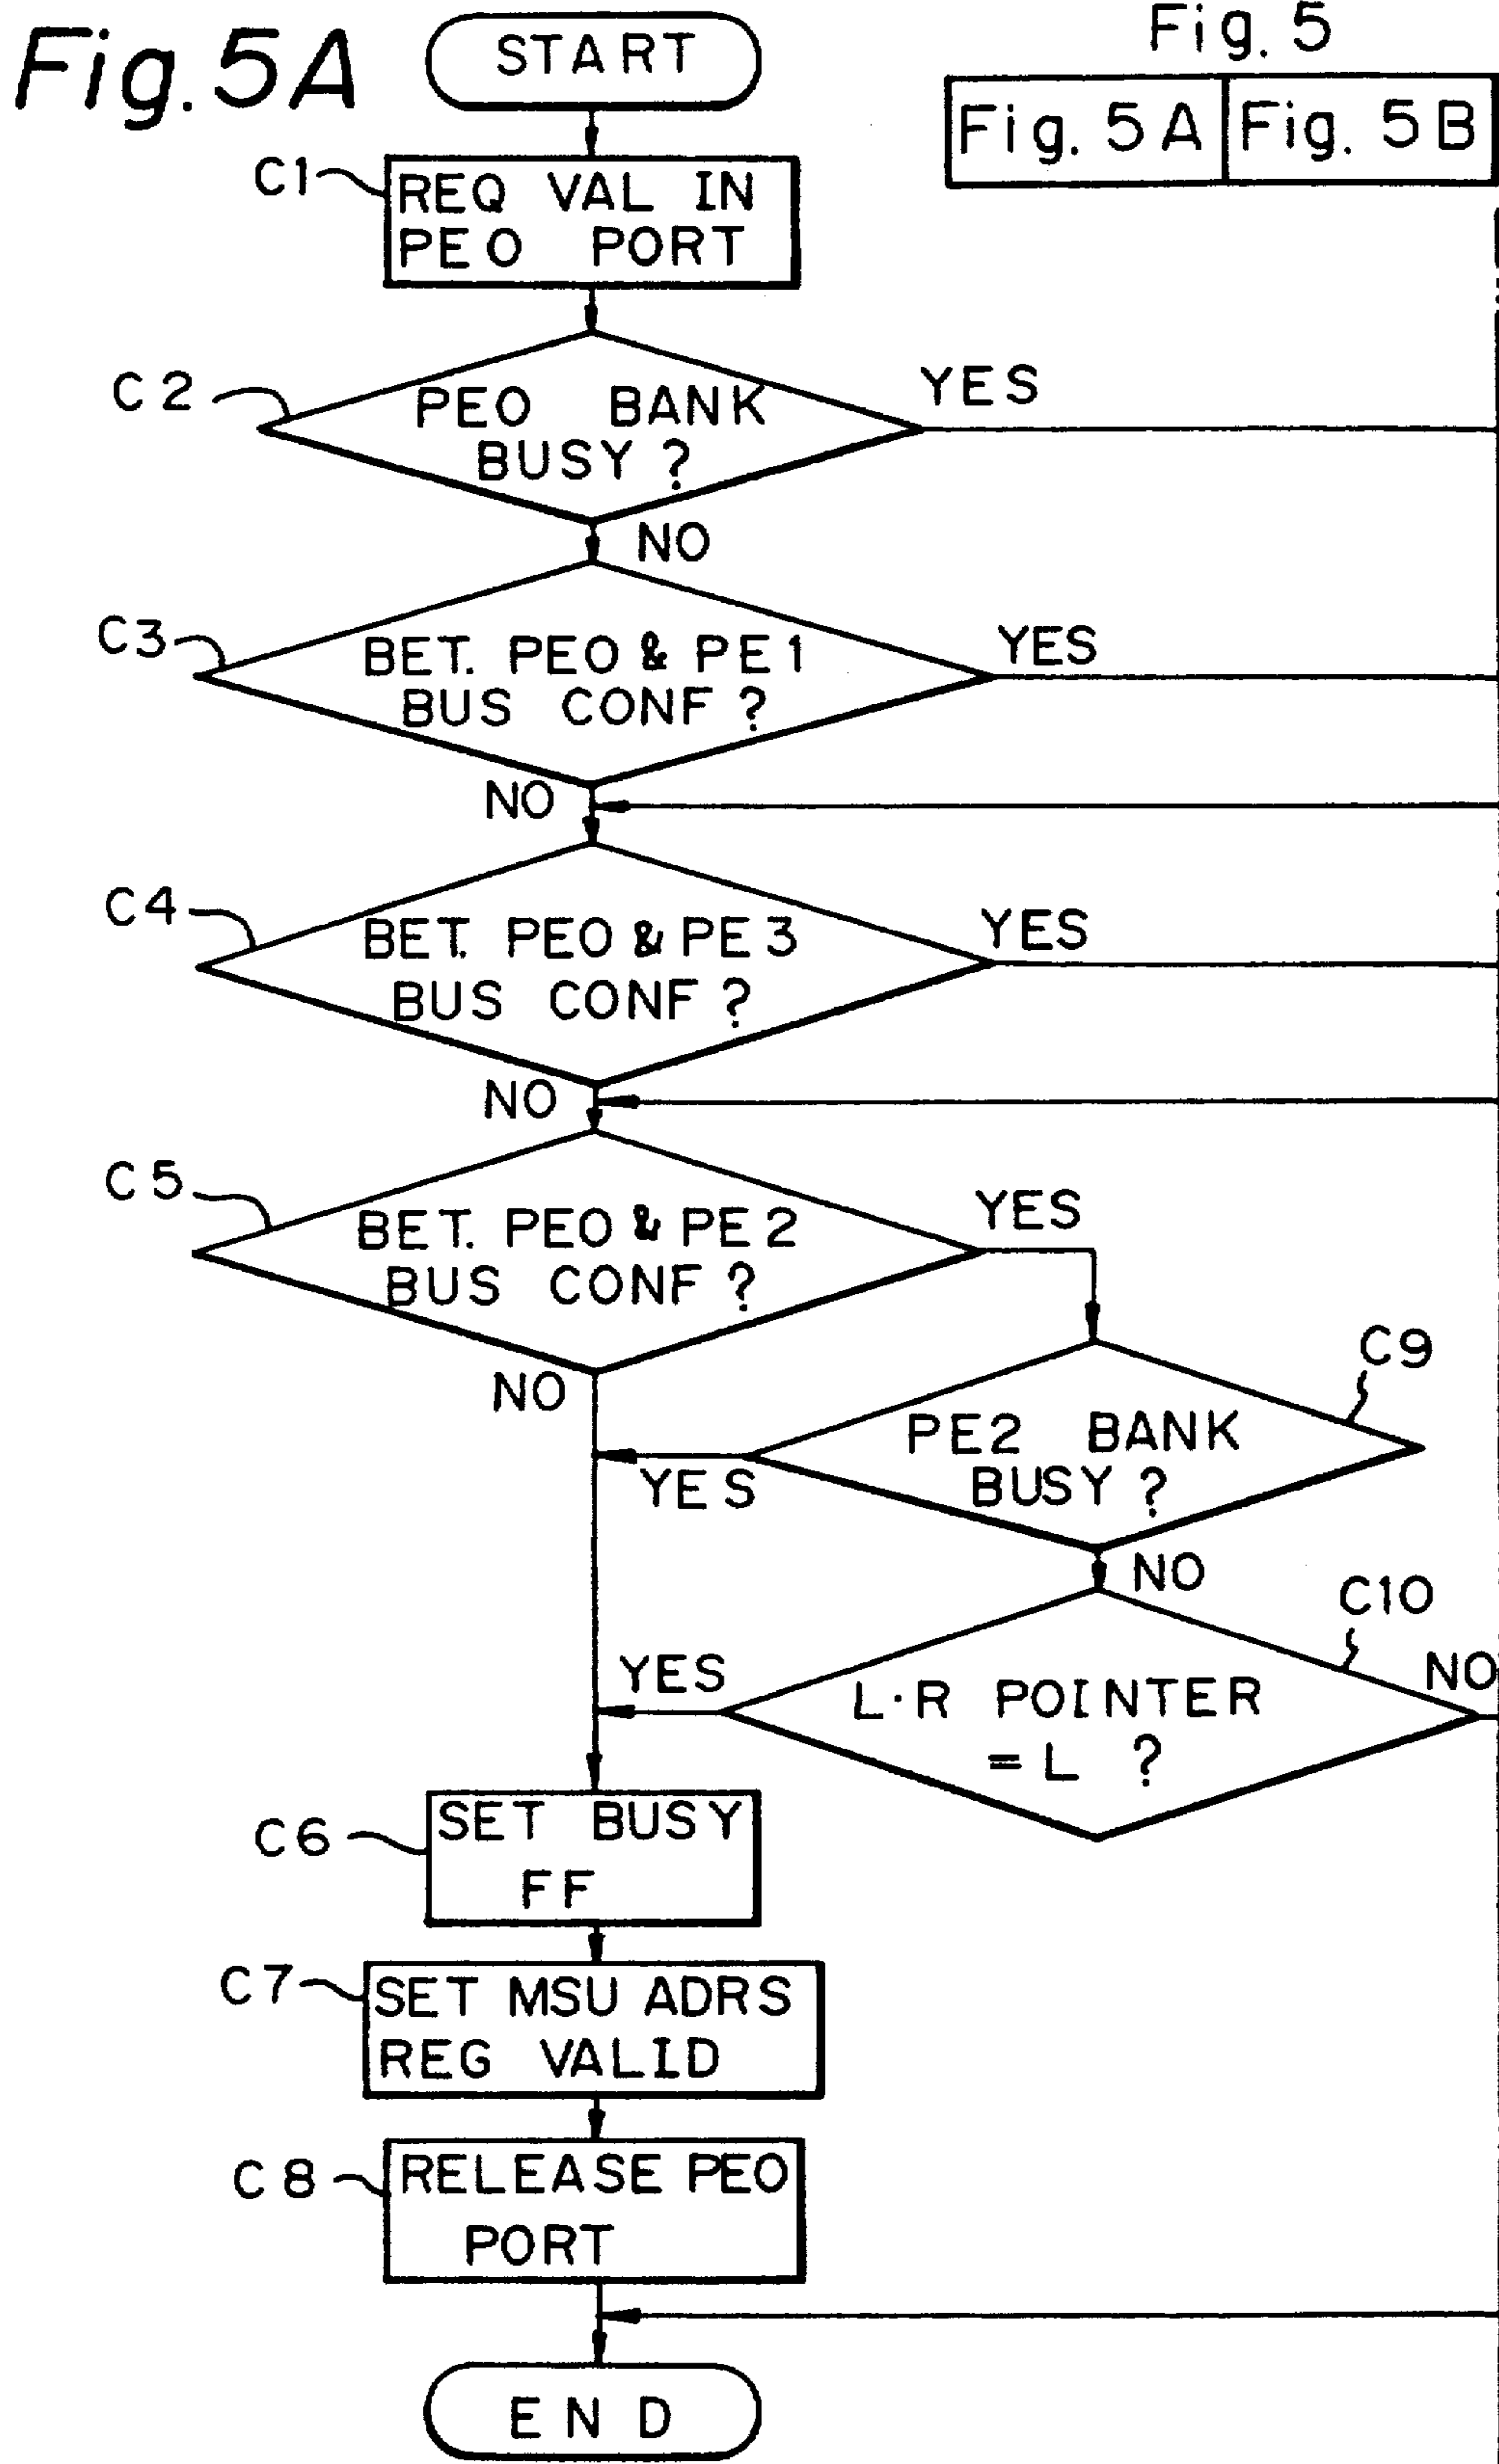 Fig. 5A
START
Fig. 5
Fig. 5A
Fig. 5B
C1
REQ VAL IN
PE0 PORT
C2
PE0 BANK
BUSY ?
YES
NO
C3
BET. PE0 & PE1
BUS CONF ?
YES
NO
C4
BET. PE0 & PE3
BUS CONF ?
YES
NO
C5
BET. PE0 & PE2
BUS CONF ?
YES
NO
C9
PE2 BANK
BUSY ?
YES
NO
C10
L·R POINTER
= L ?
YES
NO
C6
SET BUSY
FF
C7
SET MSU ADRS
REG VALID
C8
RELEASE PE0
PORT
END